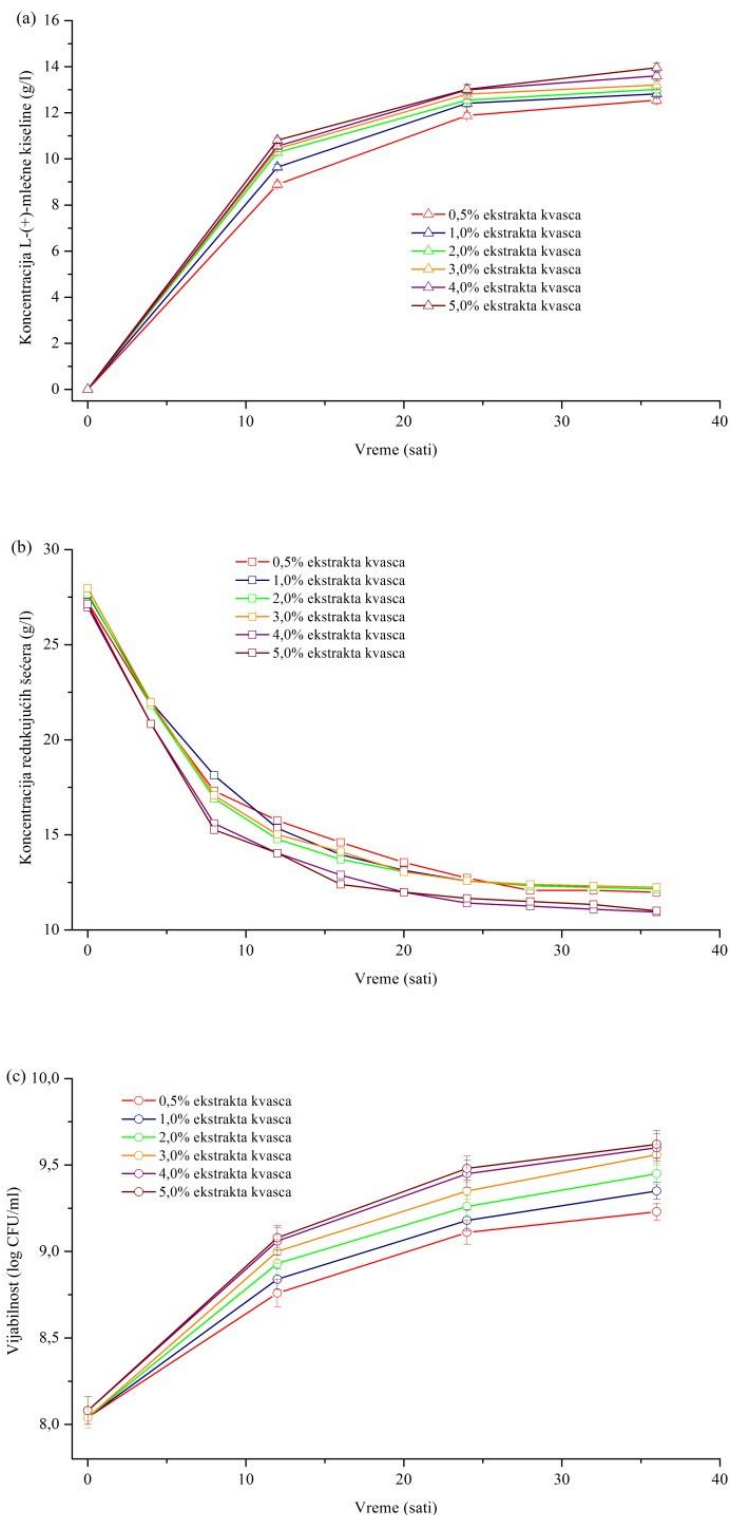 (a)
16
14
12
10
8
6
4
2
0
Koncentracija L-(+)-mlečne kiseline (g/l)
0,5% ekstrakta kvasca
1,0% ekstrakta kvasca
2,0% ekstrakta kvasca
3,0% ekstrakta kvasca
4,0% ekstrakta kvasca
5,0% ekstrakta kvasca
0 10 20 30 40
Vreme (sati)
(b)
30
25
20
15
10
Koncentracija redukujućih šećera (g/l)
0,5% ekstrakta kvasca
1,0% ekstrakta kvasca
2,0% ekstrakta kvasca
3,0% ekstrakta kvasca
4,0% ekstrakta kvasca
5,0% ekstrakta kvasca
0 10 20 30 40
Vreme (sati)
(c)
10,0
9,5
9,0
8,5
8,0
Vijabilnost (log CFU/ml)
0,5% ekstrakta kvasca
1,0% ekstrakta kvasca
2,0% ekstrakta kvasca
3,0% ekstrakta kvasca
4,0% ekstrakta kvasca
5,0% ekstrakta kvasca
0 10 20 30 40
Vreme (sati)